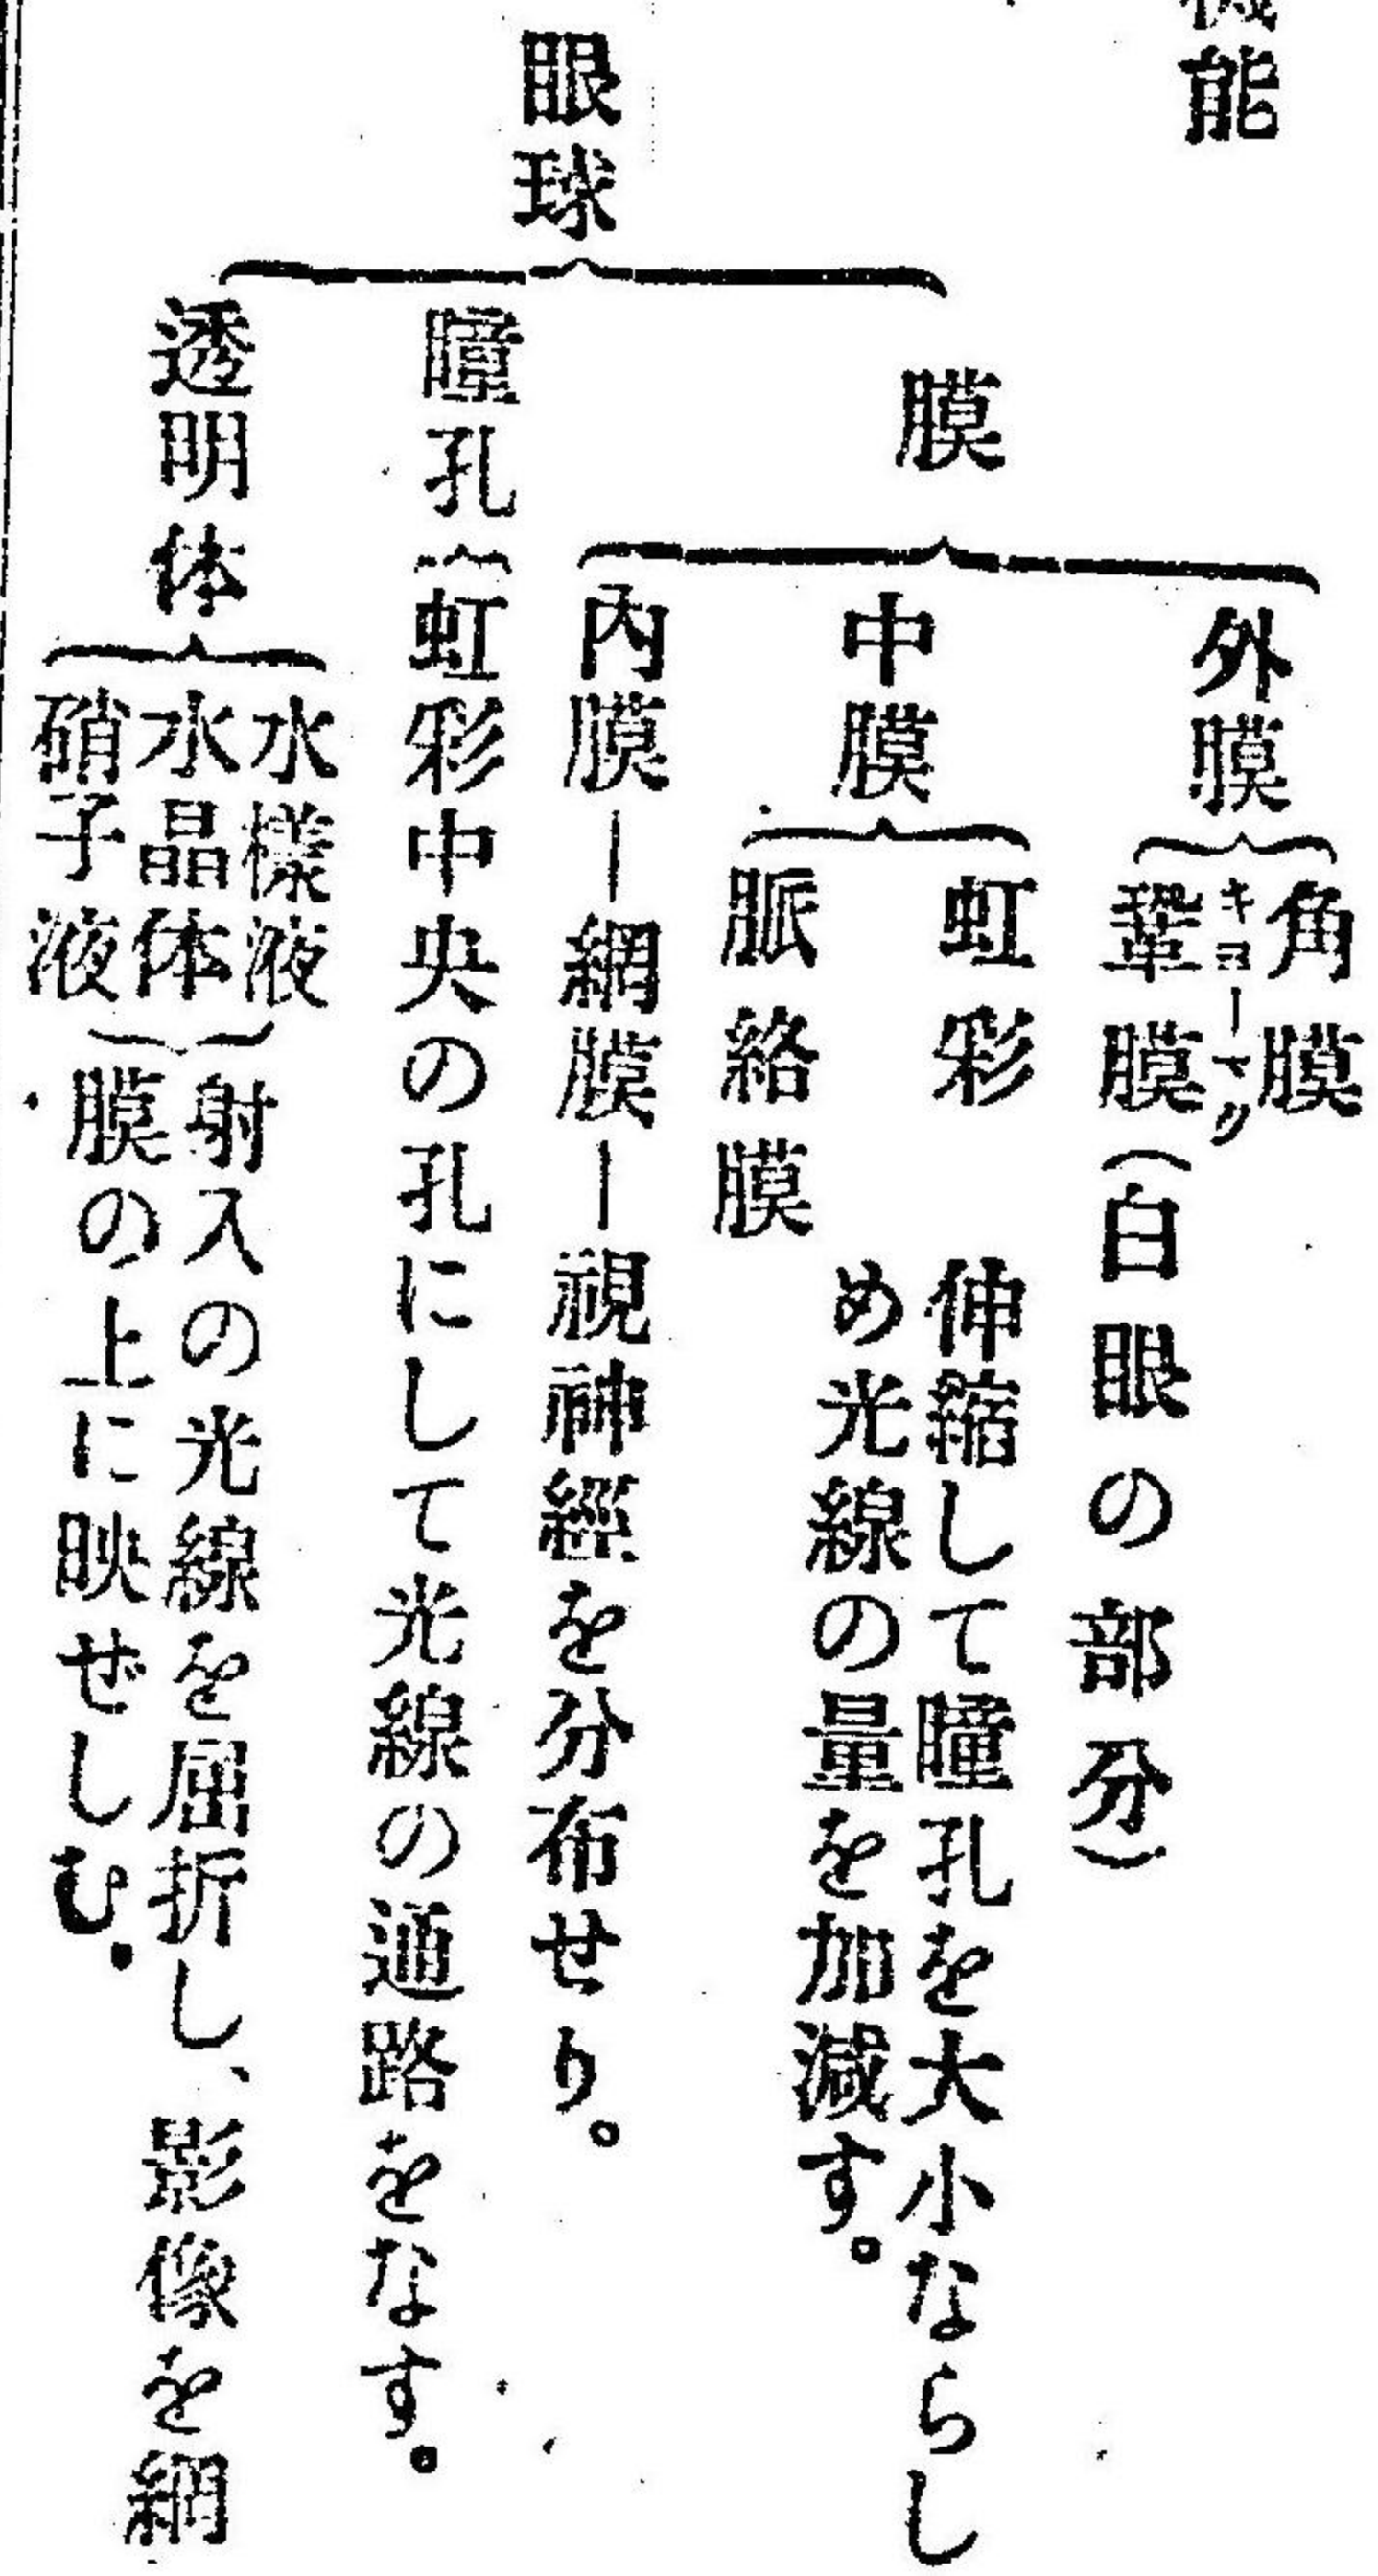 機能
眼球
膜
外膜
角膜
鞏膜(白眼の部分)
キョーマク
中膜
虹彩
伸縮して瞳孔を大小ならし
め光線の量を加減す。
脈絡膜
內膜―網膜―視神經を分布せり。
瞳孔
虹彩中央の孔にして光線の通路をなす。
透明体
水樣液
水晶体
硝子液
射入の光線を屈折し、影像を網
膜の上に映ぜしむ.